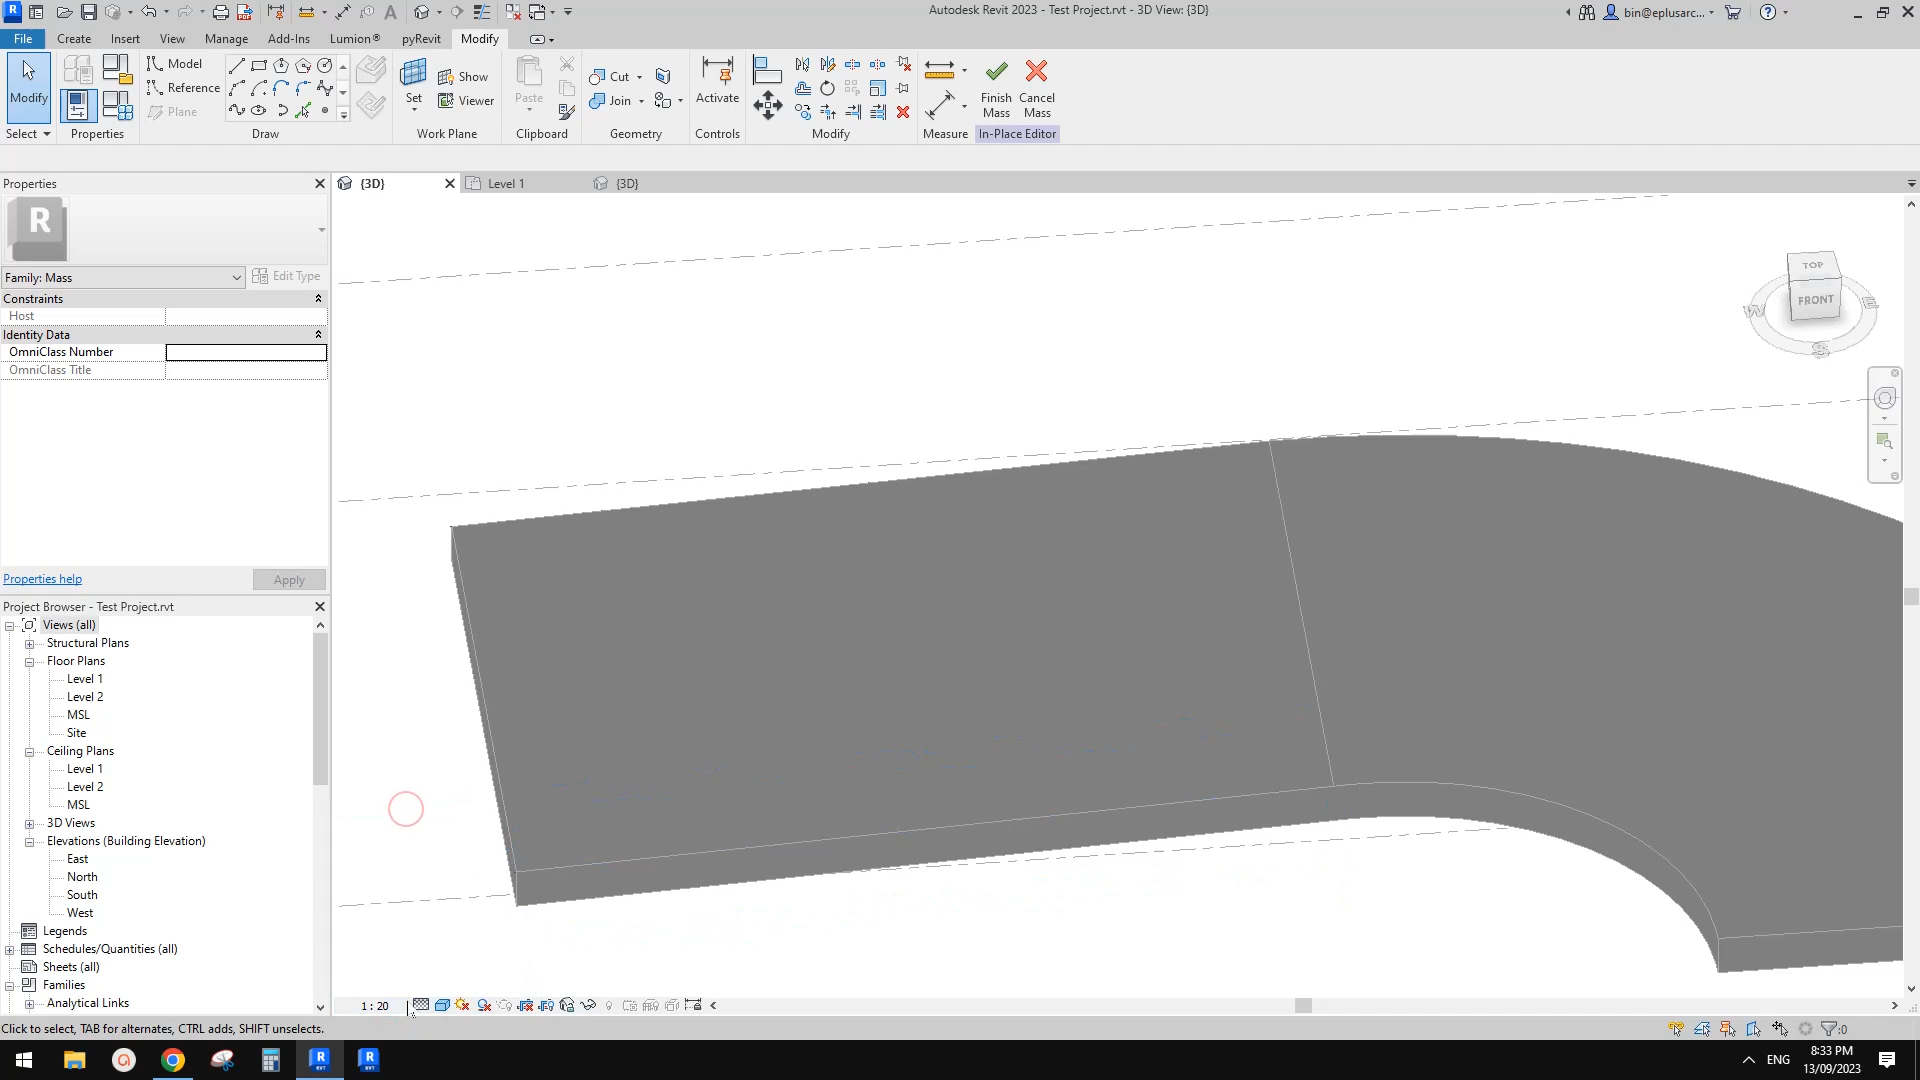 Autodesk Revit 2023 - Test Project.rvt - 3D View: {3D}
bin@eplusarc...
File
Create
Insert
View
Manage
Add-Ins
Lumion®
pyRevit
Modify
Modify
Model
Reference
Plane
Set
Show
Viewer
Paste
Cut
Join
Activate
Finish
Mass
Cancel
Mass
Select
Properties
Draw
Work Plane
Clipboard
Geometry
Controls
Modify
Measure
In-Place Editor
Properties
{3D}
Level 1
{3D}
R
Family: Mass
Edit Type
Constraints
Host
Identity Data
OmniClass Number
OmniClass Title
TOP
FRONT
W
E
S
Properties help
Apply
Project Browser - Test Project.rvt
Views (all)
Structural Plans
Floor Plans
Level 1
Level 2
MSL
Site
Ceiling Plans
Level 1
Level 2
MSL
3D Views
Elevations (Building Elevation)
East
North
South
West
Legends
Schedules/Quantities (all)
Sheets (all)
Families
Analytical Links
1 : 20
Click to select, TAB for alternates, CTRL adds, SHIFT unselects.
:0
ENG
8:33 PM
13/09/2023